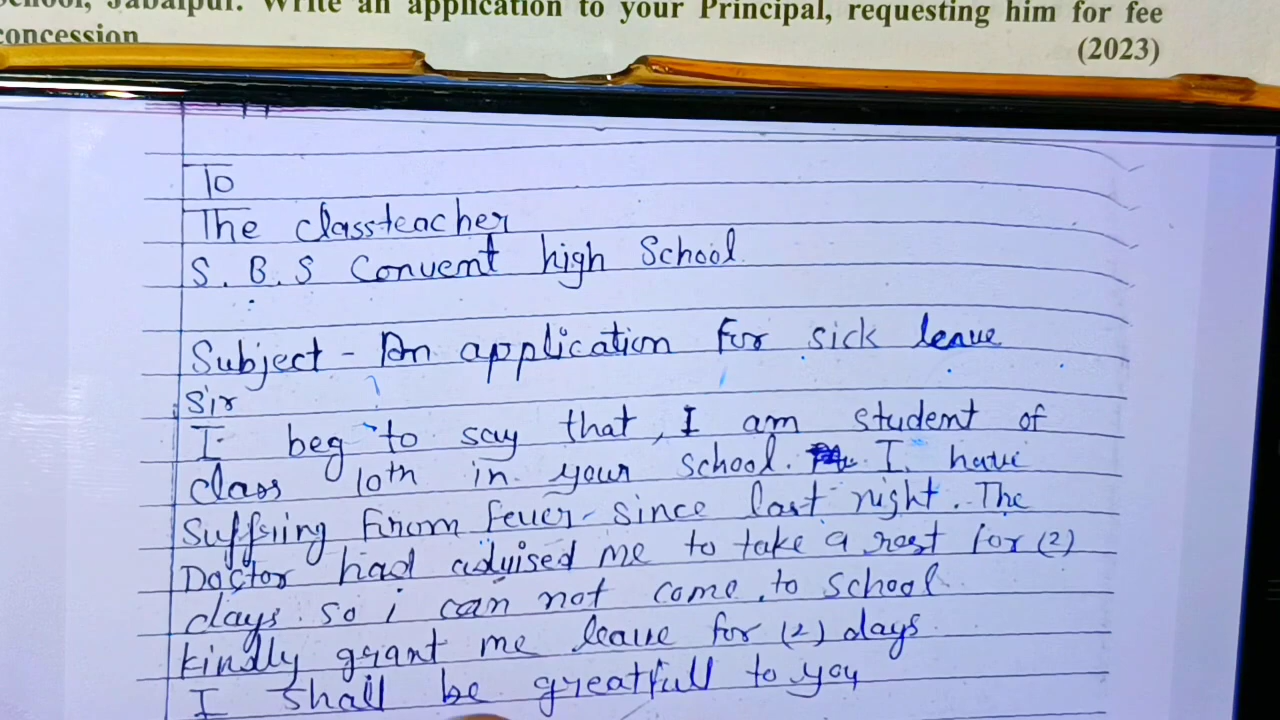 School, Jabalpur. Write an application to your Principal, requesting him for fee
concession
(2023)
To
The classteacher
S. B. S Convent high School
Subject - An application for sick leave
Sir
I beg to say that, I am student of
class 10th in your school. I have
suffsiing from fever since last night. The
Doctor had advised me to take a rest for (2)
days. so i can not come to school.
kindly grant me leave for (2) days.
I shall be greatfull to you